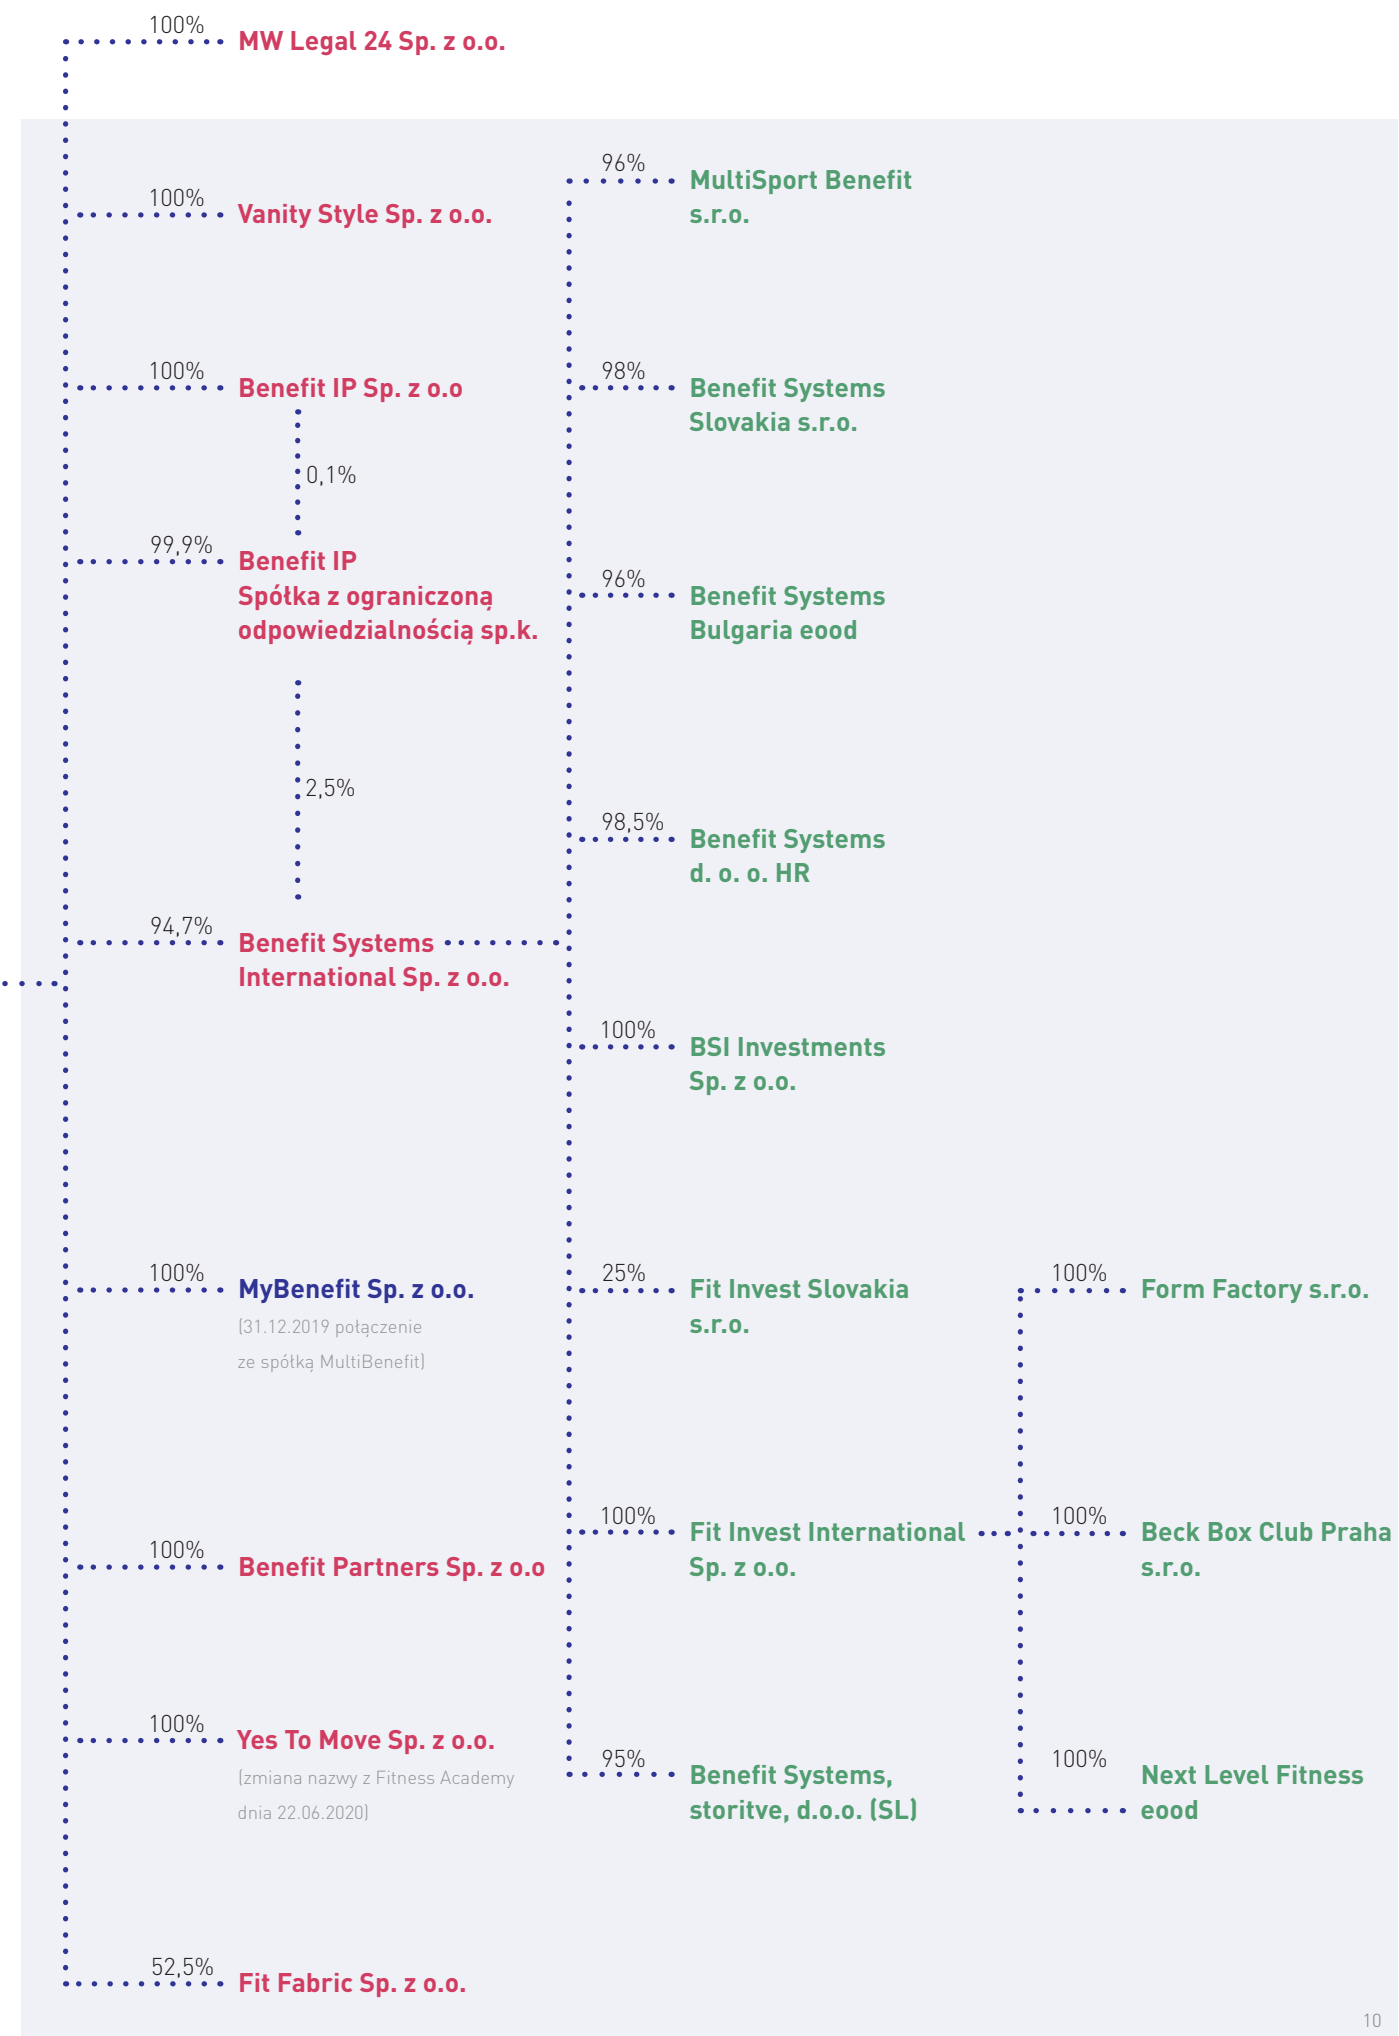 100%
MW Legal 24 Sp. z o.o.
100%
Vanity Style Sp. z o.o.
100%
Benefit IP Sp. z o.o
0,1%
99,9%
Benefit IP
Spółka z ograniczoną
odpowiedzialnością sp.k.
2,5%
94,7%
Benefit Systems
International Sp. z o.o.
100%
MyBenefit Sp. z o.o.
(31.12.2019 połączenie
ze spółką MultiBenefit)
100%
Benefit Partners Sp. z o.o
100%
Yes To Move Sp. z o.o.
(zmiana nazwy z Fitness Academy
dnia 22.06.2020)
52,5%
Fit Fabric Sp. z o.o.
96%
MultiSport Benefit
s.r.o.
98%
Benefit Systems
Slovakia s.r.o.
96%
Benefit Systems
Bulgaria eood
98,5%
Benefit Systems
d. o. o. HR
100%
BSI Investments
Sp. z o.o.
25%
Fit Invest Slovakia
s.r.o.
100%
Fit Invest International
Sp. z o.o.
95%
Benefit Systems,
storitve, d.o.o. (SL)
100%
Form Factory s.r.o.
100%
Beck Box Club Praha
s.r.o.
100%
Next Level Fitness
eood
10